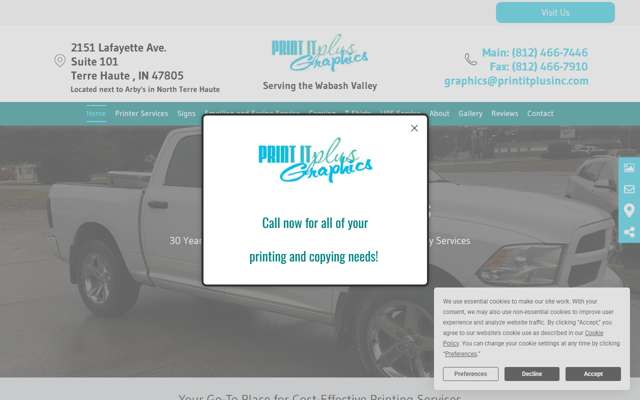 Visit Us
2151 Lafayette Ave.
Suite 101
Terre Haute , IN 47805
Located next to Arby's in North Terre Haute
PRINT IT plus
Graphics
Serving the Wabash Valley
Main: (812) 466-7446
Fax: (812) 466-7910
graphics@printitplusinc.com
Home Printer Services Signs About Gallery Reviews Contact
PRINT IT plus
Graphics
Call now for all of your
printing and copying needs!
30 Year
Services
We use essential cookies to make our site work. With your
consent, we may also use non-essential cookies to improve user
experience and analyze website traffic. By clicking "Accept," you
agree to our website's cookie use as described in our Cookie
Policy. You can change your cookie settings at any time by clicking
"Preferences."
Preferences Decline Accept
Your Go-To Place for Cost-Effective Printing Services